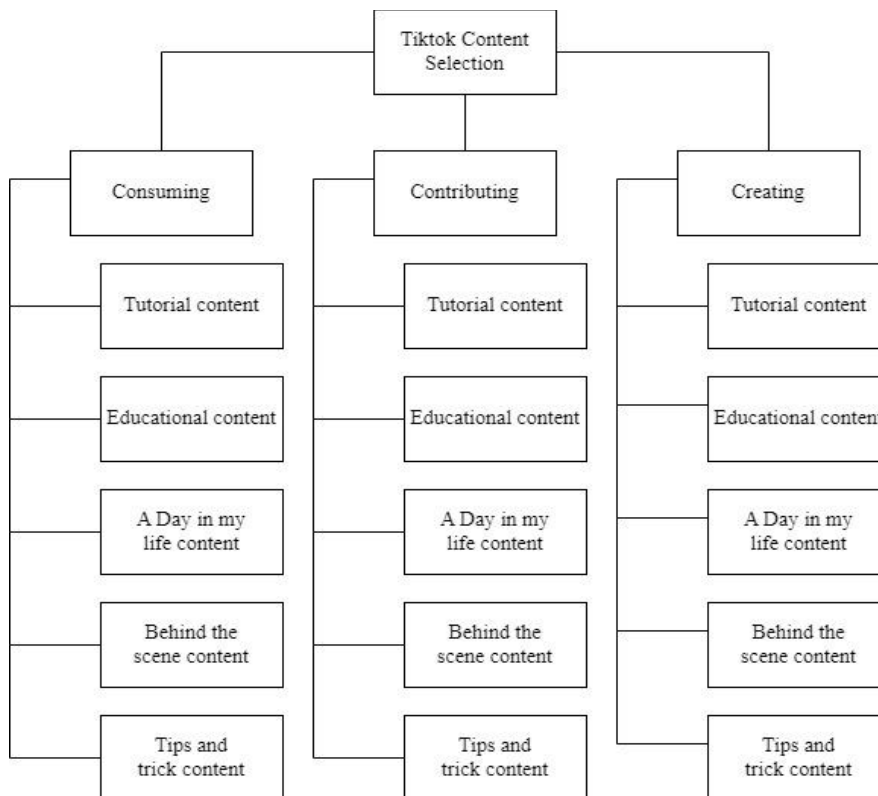 Tiktok Content
Selection
Consuming
Contributing
Creating
Tutorial content
Tutorial content
Tutorial content
Educational content
Educational content
Educational content
A Day in my
life content
A Day in my
life content
A Day in my
life content
Behind the
scene content
Behind the
scene content
Behind the
scene content
Tips and
trick content
Tips and
trick content
Tips and
trick content